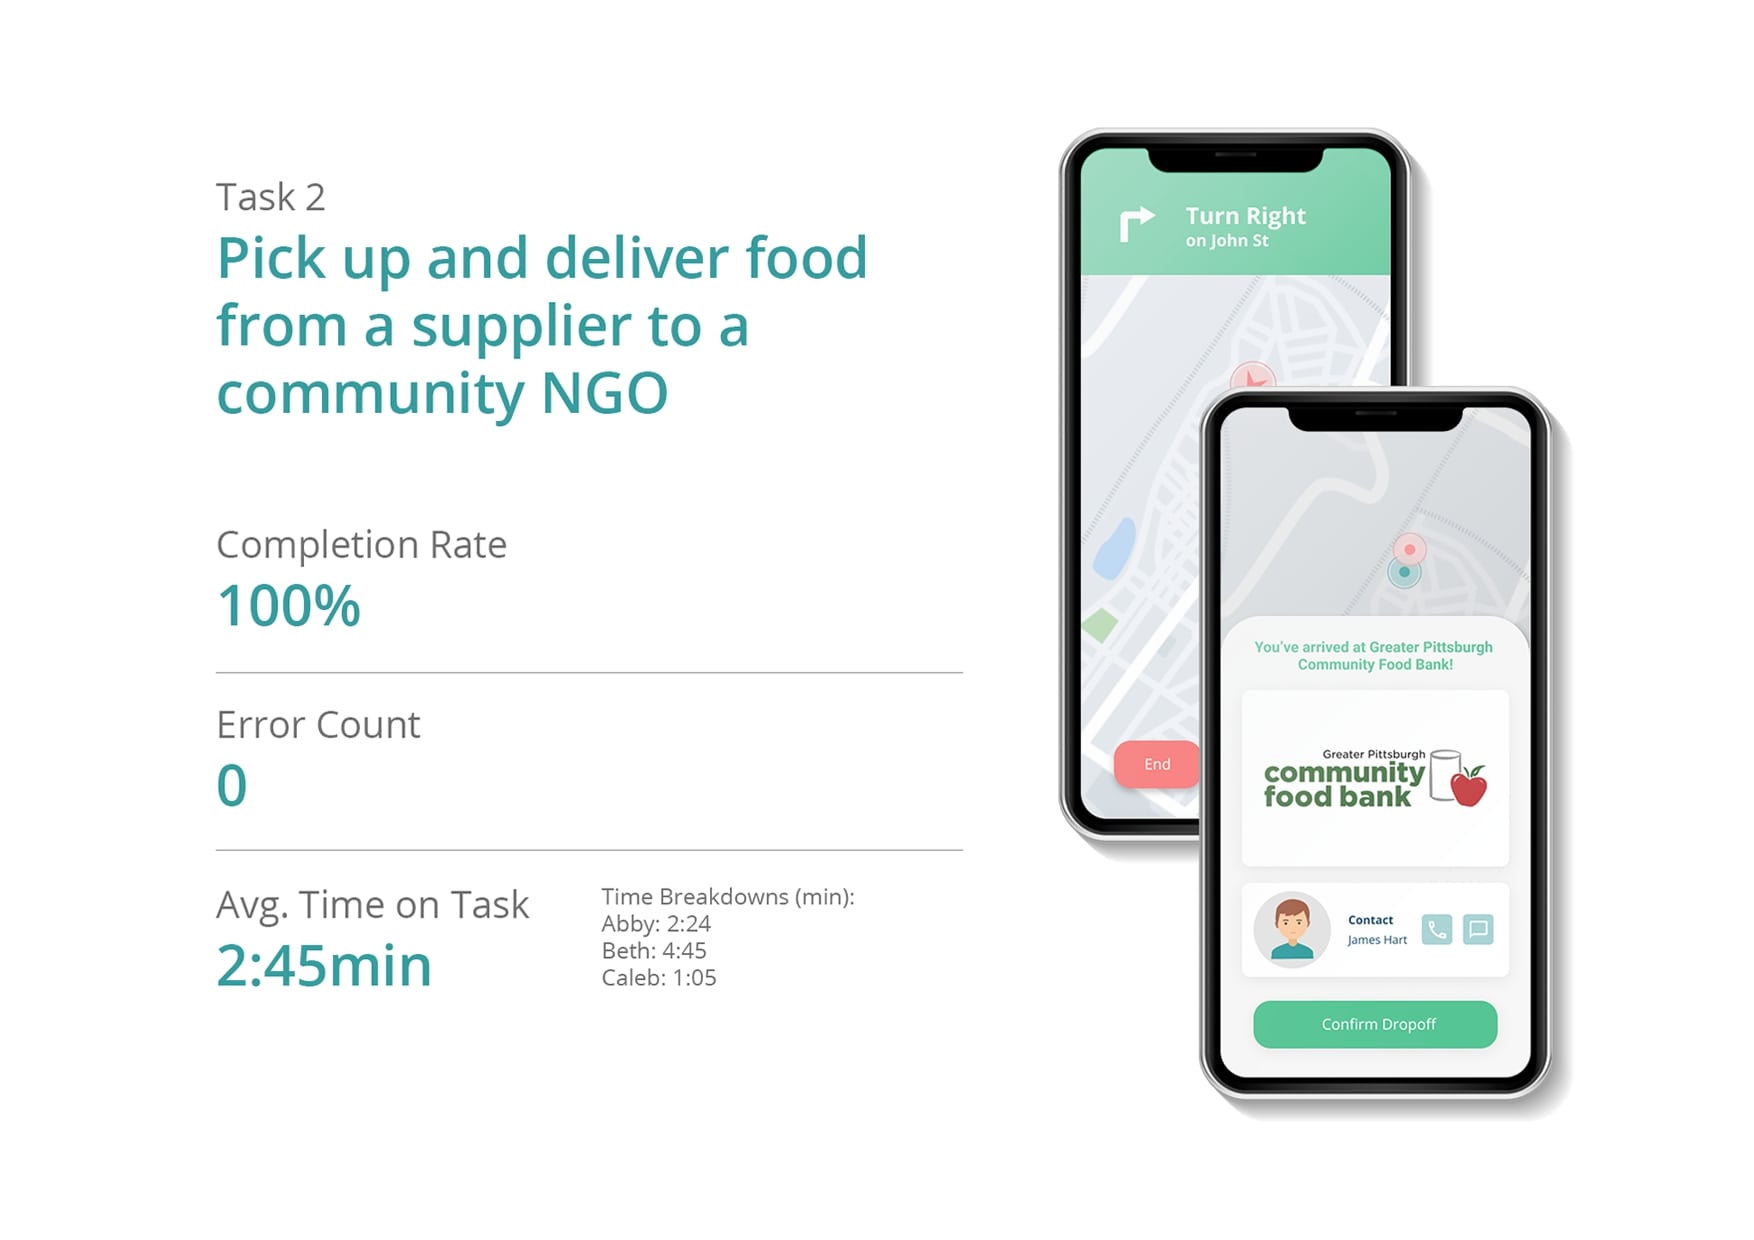 Task 2
Pick up and deliver food
from a supplier to a
community NGO
Completion Rate
100%
Error Count
0
Avg. Time on Task
2:45min
Time Breakdowns (min):
Abby: 2:24
Beth: 4:45
Caleb: 1:05
Turn Right
on John St
End
You've arrived at Greater Pittsburgh
Community Food Bank!
Greater Pittsburgh
community
food bank
Contact
James Hart
Confirm Dropoff